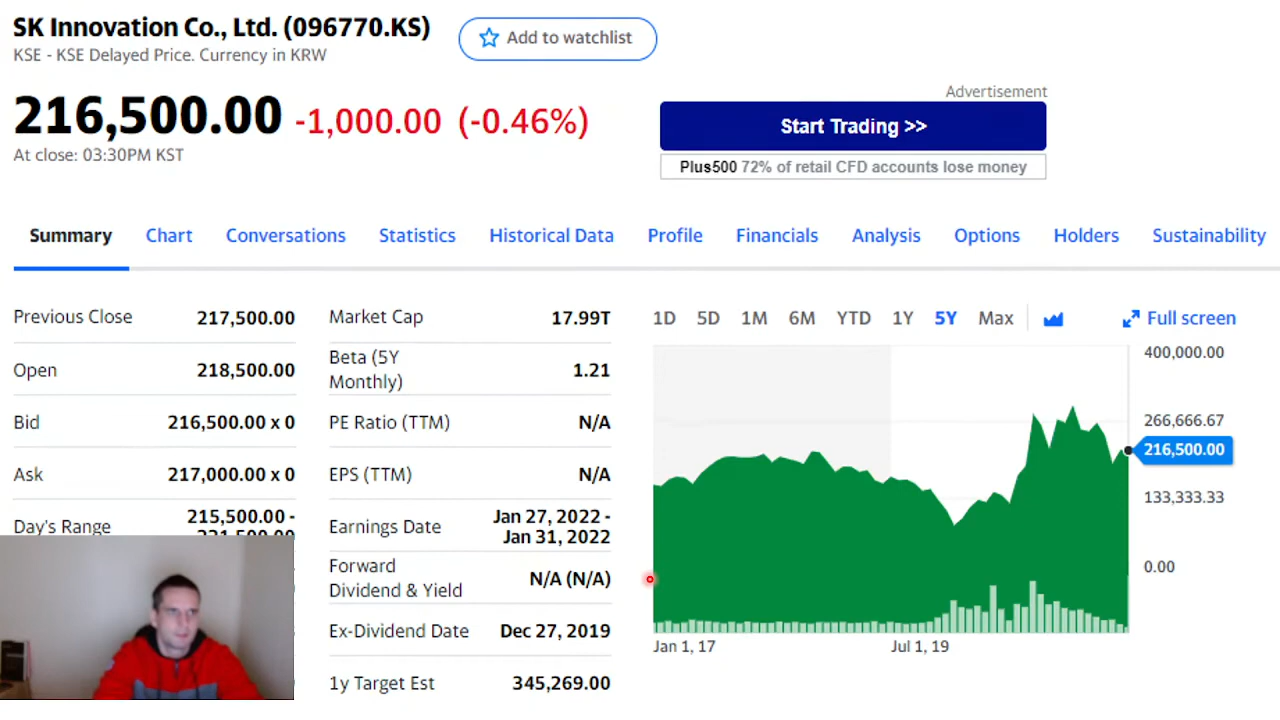 SK Innovation Co., Ltd. (096770.KS)
KSE - KSE Delayed Price. Currency in KRW
Add to watchlist
216,500.00 -1,000.00 (-0.46%)
At close: 03:30PM KST
Advertisement
Start Trading >>
Plus500 72% of retail CFD accounts lose money
Summary Chart Conversations Statistics Historical Data Profile Financials Analysis Options Holders Sustainability
Previous Close 217,500.00
Open 218,500.00
Bid 216,500.00 x 0
Ask 217,000.00 x 0
Day's Range 215,500.00 -
Market Cap 17.99T
Beta (5Y
Monthly) 1.21
PE Ratio (TTM) N/A
EPS (TTM) N/A
Earnings Date Jan 27, 2022 -
Jan 31, 2022
Forward
Dividend & Yield N/A (N/A)
Ex-Dividend Date Dec 27, 2019
1y Target Est 345,269.00
1D 5D 1M 6M YTD 1Y 5Y Max Full screen
400,000.00
266,666.67
216,500.00
133,333.33
0.00
Jan 1, 17 Jul 1, 19